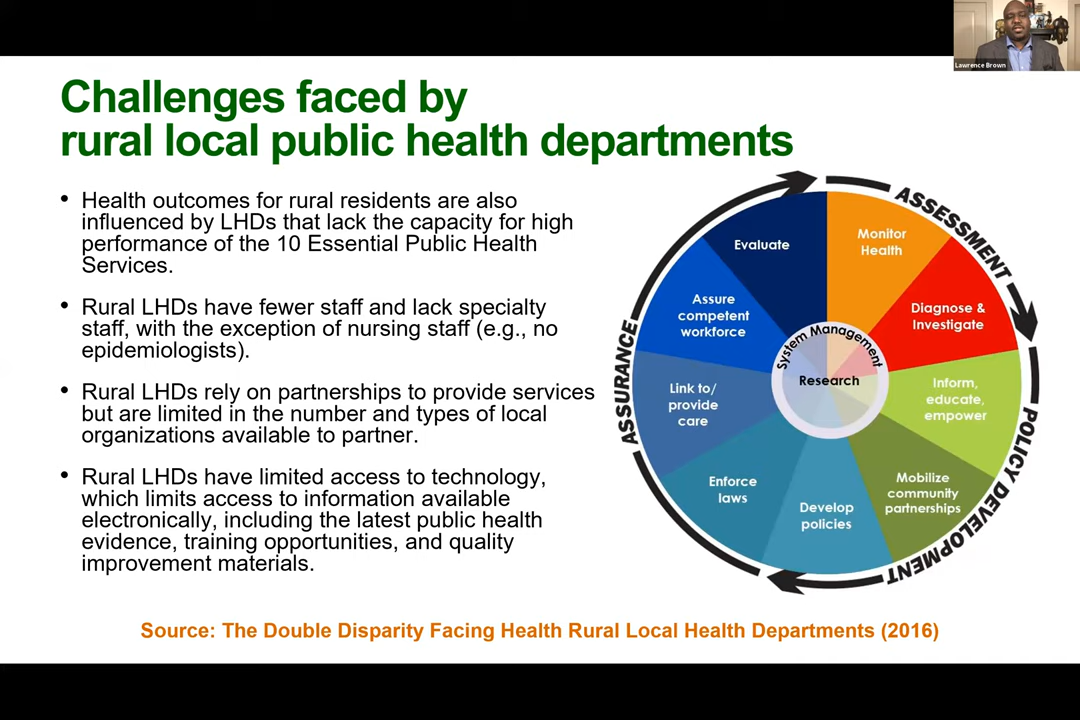 Lawrence Brown
Challenges faced by
rural local public health departments
• Health outcomes for rural residents are also
influenced by LHDs that lack the capacity for high
performance of the 10 Essential Public Health
Services.
• Rural LHDs have fewer staff and lack specialty
staff, with the exception of nursing staff (e.g., no
epidemiologists).
• Rural LHDs rely on partnerships to provide services
but are limited in the number and types of local
organizations available to partner.
• Rural LHDs have limited access to technology,
which limits access to information available
electronically, including the latest public health
evidence, training opportunities, and quality
improvement materials.
ASSESSMENT
POLICY DEVELOPMENT
ASSURANCE
Monitor
Health
Diagnose &
Investigate
Inform,
educate,
empower
Mobilize
community
partnerships
Develop
policies
Enforce
laws
Link to/
provide
care
Assure
competent
workforce
Evaluate
System Management
Research
Source: The Double Disparity Facing Health Rural Local Health Departments (2016)